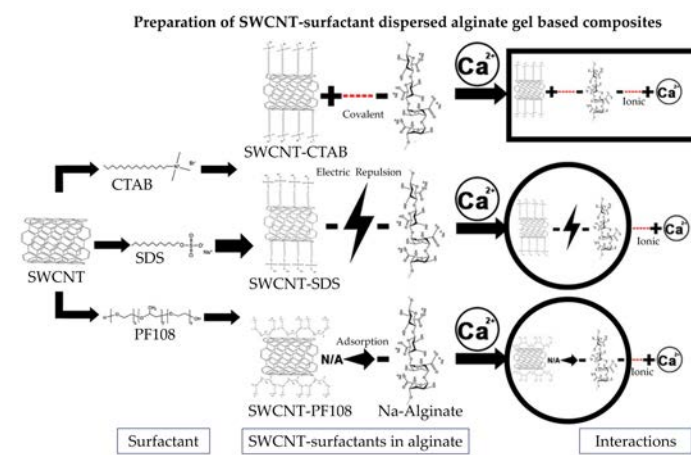 Preparation of SWCNT-surfactant dispersed alginate gel based composites
Ca2+
Covalent
Ionic
Ca2+
SWCNT-CTAB
CTAB
Br-
Electric Repulsion
Ca2+
SWCNT
SDS
Na+
Ionic
Ca2+
SWCNT-SDS
PF108
Ca2+
Adsorption
N/A
N/A
Ionic
Ca2+
SWCNT-PF108
Na-Alginate
Surfactant
SWCNT-surfactants in alginate
Interactions